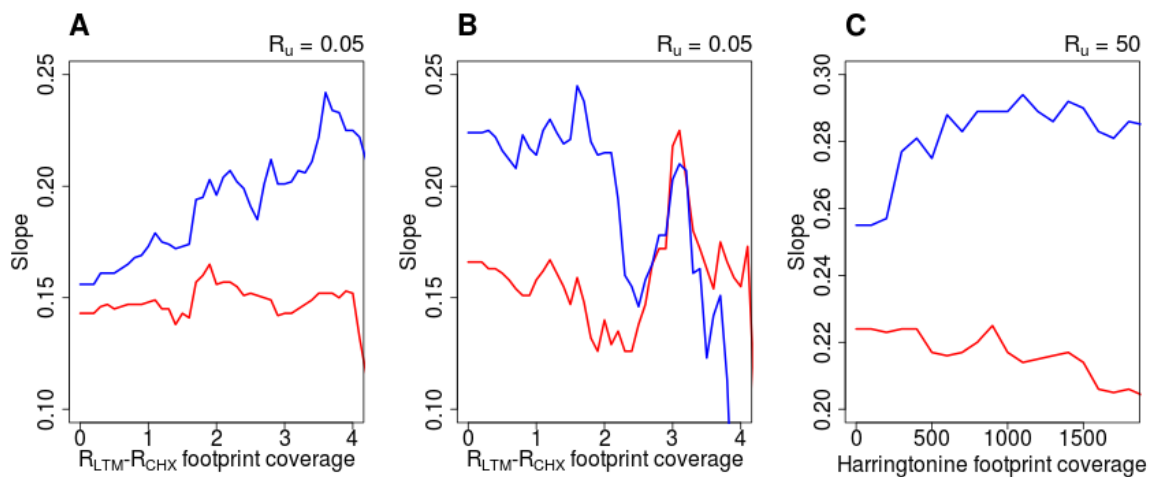 A
R_u = 0.05
Slope
0.25
0.20
0.15
0.10
0 1 2 3 4
R_LTM-R_CHX footprint coverage
B
R_u = 0.05
Slope
0.25
0.20
0.15
0.10
0 1 2 3 4
R_LTM-R_CHX footprint coverage
C
R_u = 50
Slope
0.30
0.28
0.26
0.24
0.22
0.20
0 500 1000 1500
Harringtonine footprint coverage